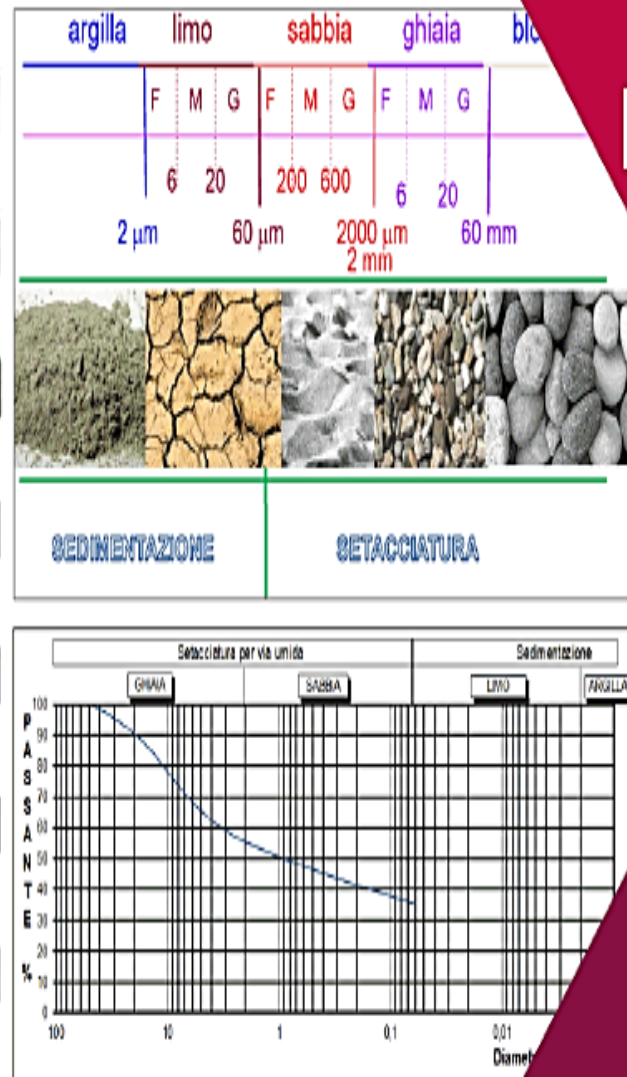 argilla limo sabbia ghiaia
F M G F M G F M G
6 20 200 600 6 20
2 µm 60 µm 2000 µm 60 mm
2 mm
SEDIMENTAZIONE SETACCIATURA
Setacciatura per via umida Sedimentazione
GHIAIA SABBIA LIMO ARGILLA
PASSANTE %
100
90
80
70
60
50
40
30
20
10
0
100 10 1 0,1 0,01